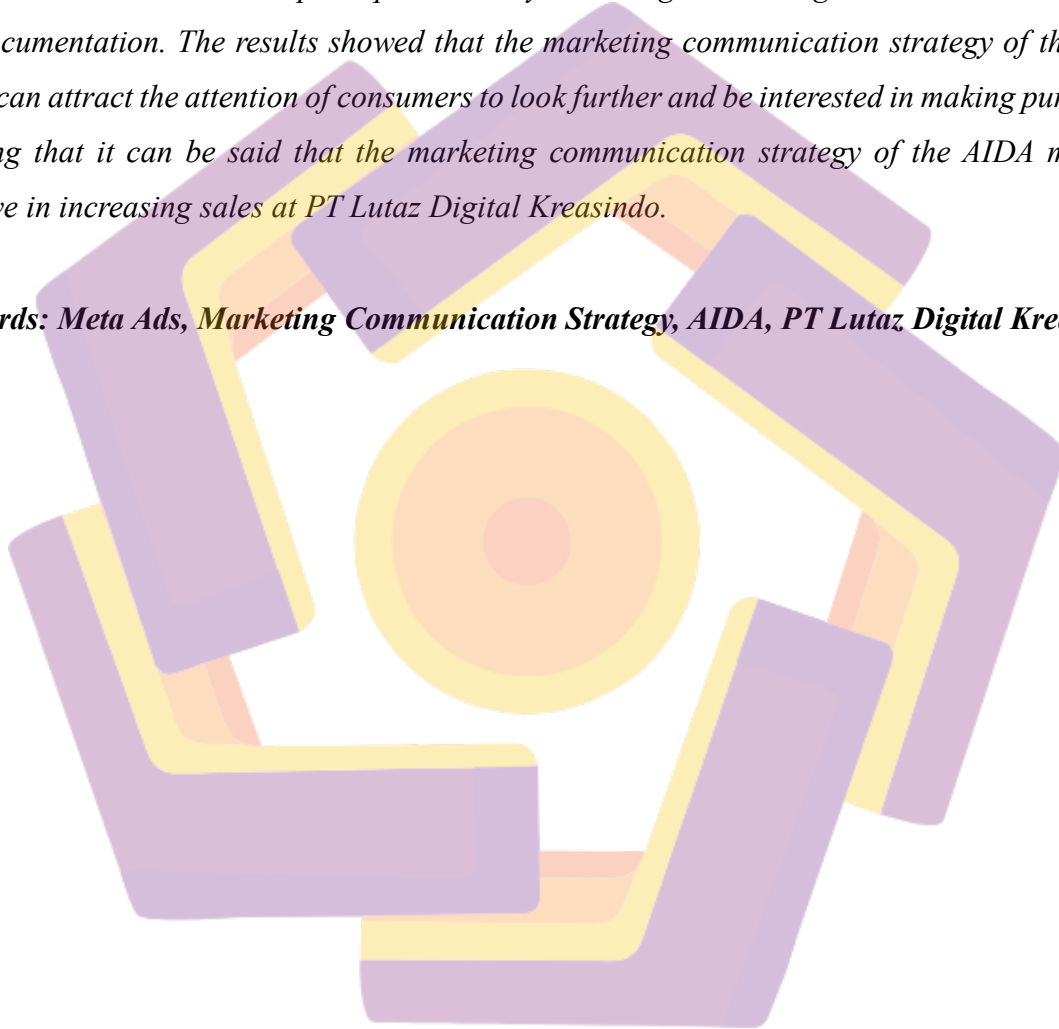 cumentation. The results showed that the marketing communication strategy of th
can attract the attention of consumers to look further and be interested in making pur
ng that it can be said that the marketing communication strategy of the AIDA m
ve in increasing sales at PT Lutaz Digital Kreasindo.
rds: Meta Ads, Marketing Communication Strategy, AIDA, PT Lutaz Digital Kre